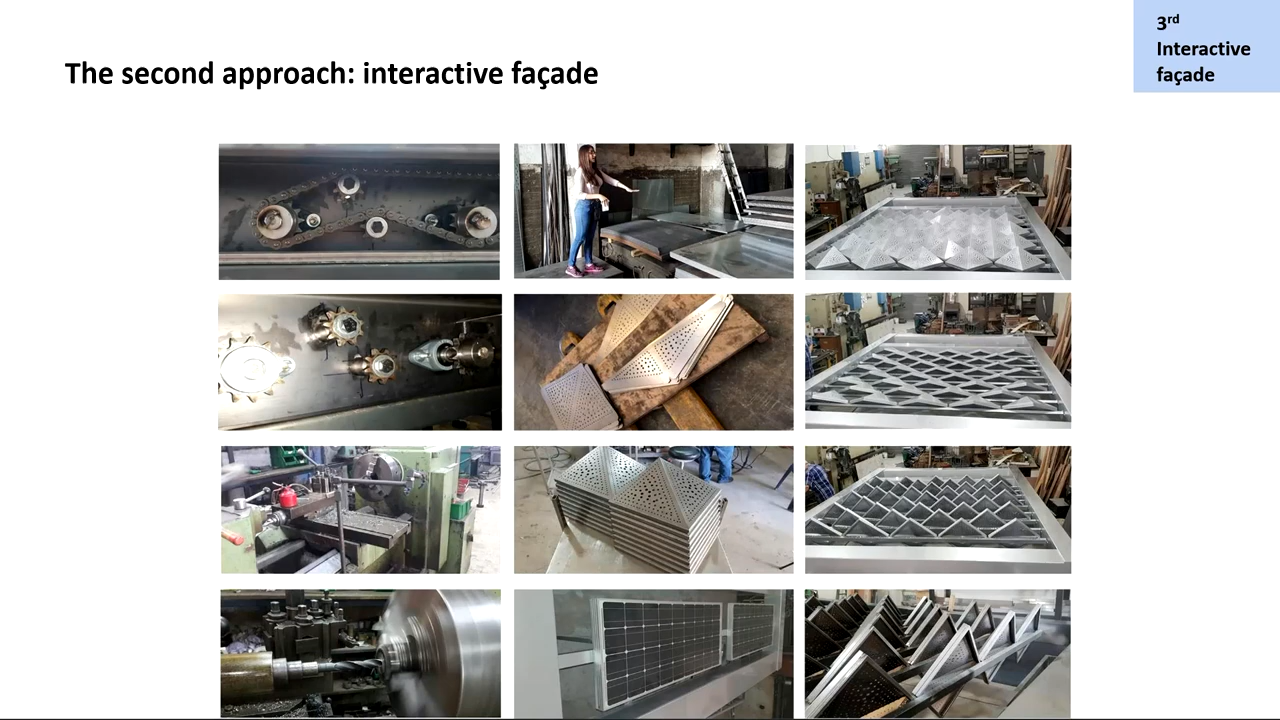 3rd
Interactive
façade
The second approach: interactive façade